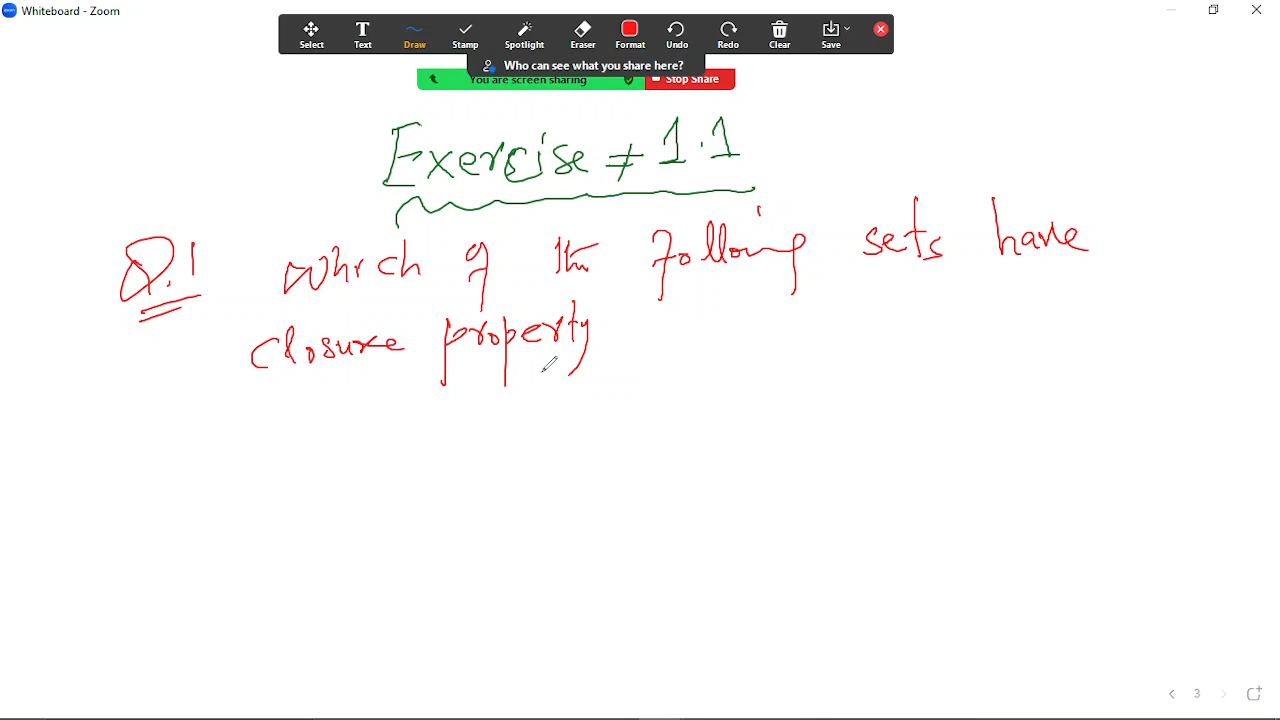 Whiteboard - Zoom
Select Text Draw Stamp Spotlight Eraser Format Undo Redo Clear Save
Who can see what you share here?
You are screen sharing Stop Share
Exercise # 1.1
Q.1 which of the following sets have
closure property
3